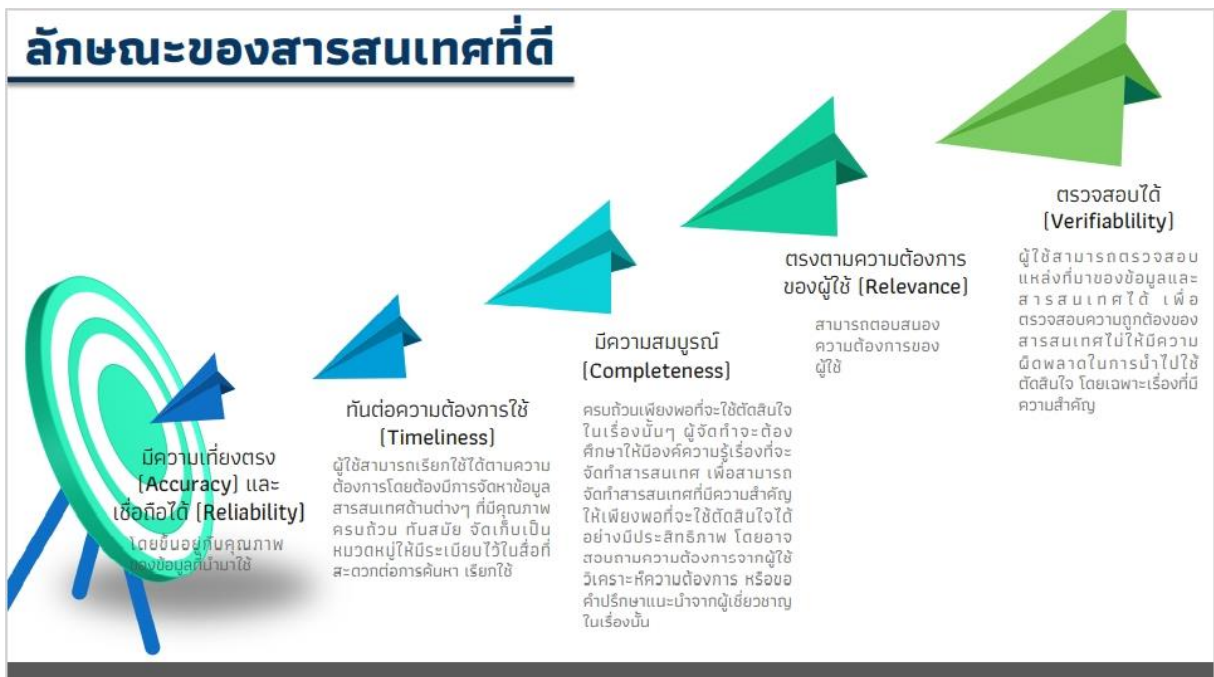 ลักษณะของสารสนเทศที่ดี
มีความเที่ยงตรง
(Accuracy) และ
เชื่อถือได้ (Reliability)
โดยขึ้นอยู่กับคุณภาพ
ของข้อมูลที่นำมาใช้
ทันต่อความต้องการใช้
(Timeliness)
ผู้ใช้สามารถเรียกใช้ได้ตามความ
ต้องการโดยต้องมีการจัดหาข้อมูล
สารสนเทศด้านต่างๆ ที่มีคุณภาพ
ครบถ้วน ทันสมัย จัดเก็บเป็น
หมวดหมู่ให้มีระเบียบไว้ในสื่อที่
สะดวกต่อการค้นหา เรียกใช้
มีความสมบูรณ์
(Completeness)
ครบถ้วนเพียงพอที่จะใช้ตัดสินใจ
ในเรื่องนั้นๆ ผู้จัดทำจะต้อง
ศึกษาให้มีองค์ความรู้เรื่องที่จะ
จัดทำสารสนเทศ เพื่อสามารถ
จัดทำสารสนเทศที่มีความสำคัญ
ให้เพียงพอที่จะใช้ตัดสินใจได้
อย่างมีประสิทธิภาพ โดยอาจ
สอบถามความต้องการจากผู้ใช้
วิเคราะห์ความต้องการ หรือขอ
คำปรึกษาแนะนำจากผู้เชี่ยวชาญ
ในเรื่องนั้น
ตรงตามความต้องการ
ของผู้ใช้ (Relevance)
สามารถตอบสนอง
ความต้องการของ
ผู้ใช้
ตรวจสอบได้
(Verifiablility)
ผู้ใช้สามารถตรวจสอบ
แหล่งที่มาของข้อมูลและ
สารสนเทศได้ เพื่อ
ตรวจสอบความถูกต้องของ
สารสนเทศไม่ให้มีความ
ผิดพลาดในการนำไปใช้
ตัดสินใจ โดยเฉพาะเรื่องที่มี
ความสำคัญ